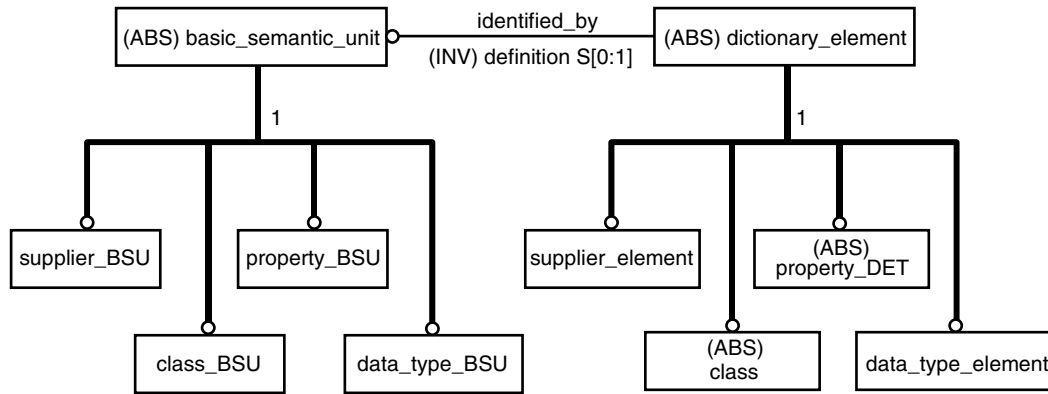 identified_by
(ABS) basic_semantic_unit
(ABS) dictionary_element
(INV) definition S[0:1]
1
1
supplier_BSU
property_BSU
supplier_element
(ABS)
property_DET
class_BSU
data_type_BSU
(ABS)
class
data_type_element